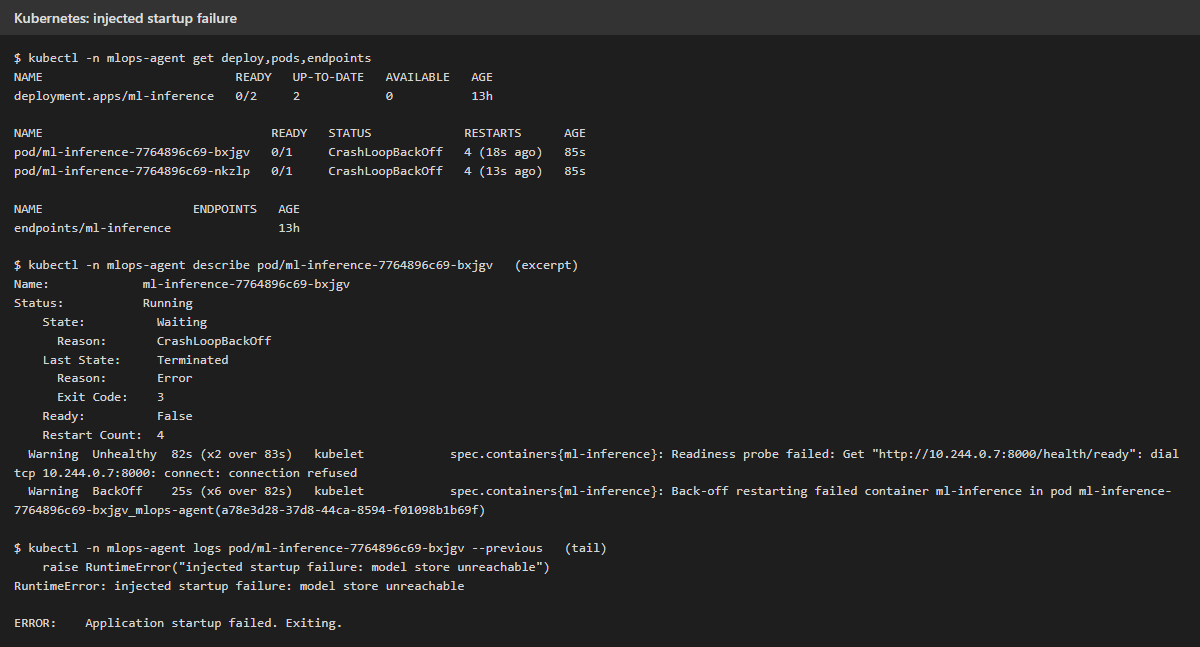 Kubernetes: injected startup failure
$ kubectl -n mlops-agent get deploy,pods,endpoints
NAME                           READY   UP-TO-DATE   AVAILABLE   AGE
deployment.apps/ml-inference   0/2     2            0           13h

NAME                                READY   STATUS             RESTARTS      AGE
pod/ml-inference-7764896c69-bxjgv   0/1     CrashLoopBackOff   4 (18s ago)   85s
pod/ml-inference-7764896c69-nkzlp   0/1     CrashLoopBackOff   4 (13s ago)   85s

NAME                     ENDPOINTS   AGE
endpoints/ml-inference               13h

$ kubectl -n mlops-agent describe pod/ml-inference-7764896c69-bxjgv   (excerpt)
Name:             ml-inference-7764896c69-bxjgv
Status:           Running
    State:          Waiting
      Reason:       CrashLoopBackOff
    Last State:     Terminated
      Reason:       Error
      Exit Code:    3
    Ready:          False
    Restart Count:  4
  Warning  Unhealthy  82s (x2 over 83s)   kubelet            spec.containers{ml-inference}: Readiness probe failed: Get "http://10.244.0.7:8000/health/ready": dial
tcp 10.244.0.7:8000: connect: connection refused
  Warning  BackOff    25s (x6 over 82s)   kubelet            spec.containers{ml-inference}: Back-off restarting failed container ml-inference in pod ml-inference-
7764896c69-bxjgv_mlops-agent(a78e3d28-37d8-44ca-8594-f01098b1b69f)

$ kubectl -n mlops-agent logs pod/ml-inference-7764896c69-bxjgv --previous   (tail)
    raise RuntimeError("injected startup failure: model store unreachable")
RuntimeError: injected startup failure: model store unreachable

ERROR:    Application startup failed. Exiting.